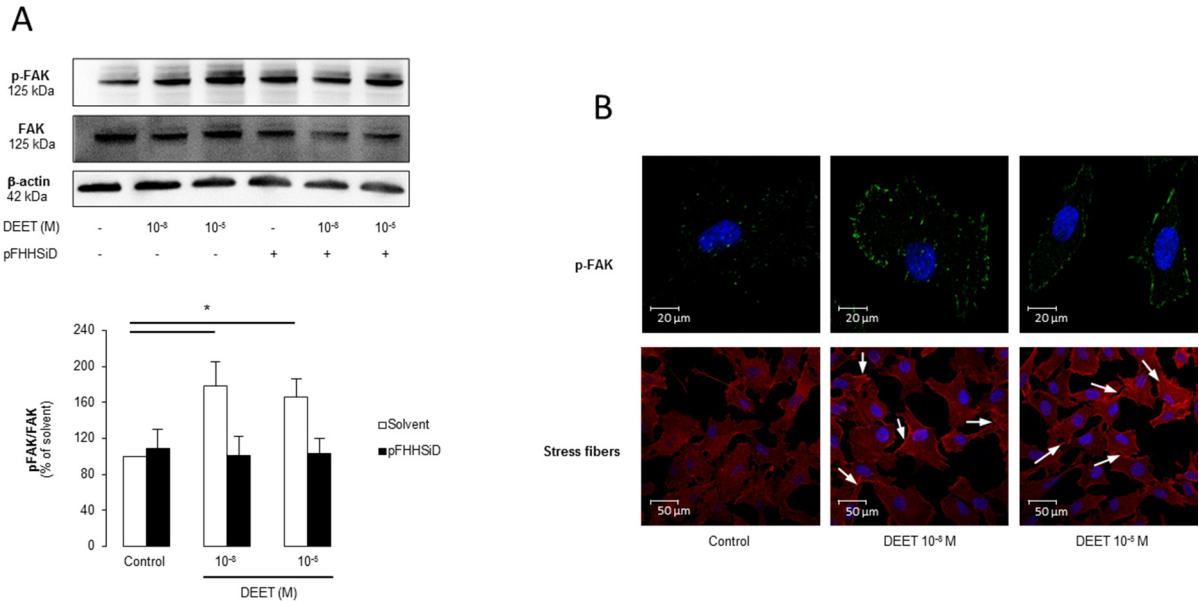 A
p-FAK
125 kDa
FAK
125 kDa
β-actin
42 kDa
DEET (M) - 10⁻⁸ 10⁻⁵ - 10⁻⁸ 10⁻⁵
pFHHSiD - - - + + +
*
240
200
160
120
80
40
0
pFAK/FAK
(% of solvent)
Solvent
pFHHSiD
Control 10⁻⁸ 10⁻⁵
DEET (M)
B
p-FAK
20 µm 20 µm 20 µm
Stress fibers
50 µm 50 µm 50 µm
Control DEET 10⁻⁸ M DEET 10⁻⁵ M